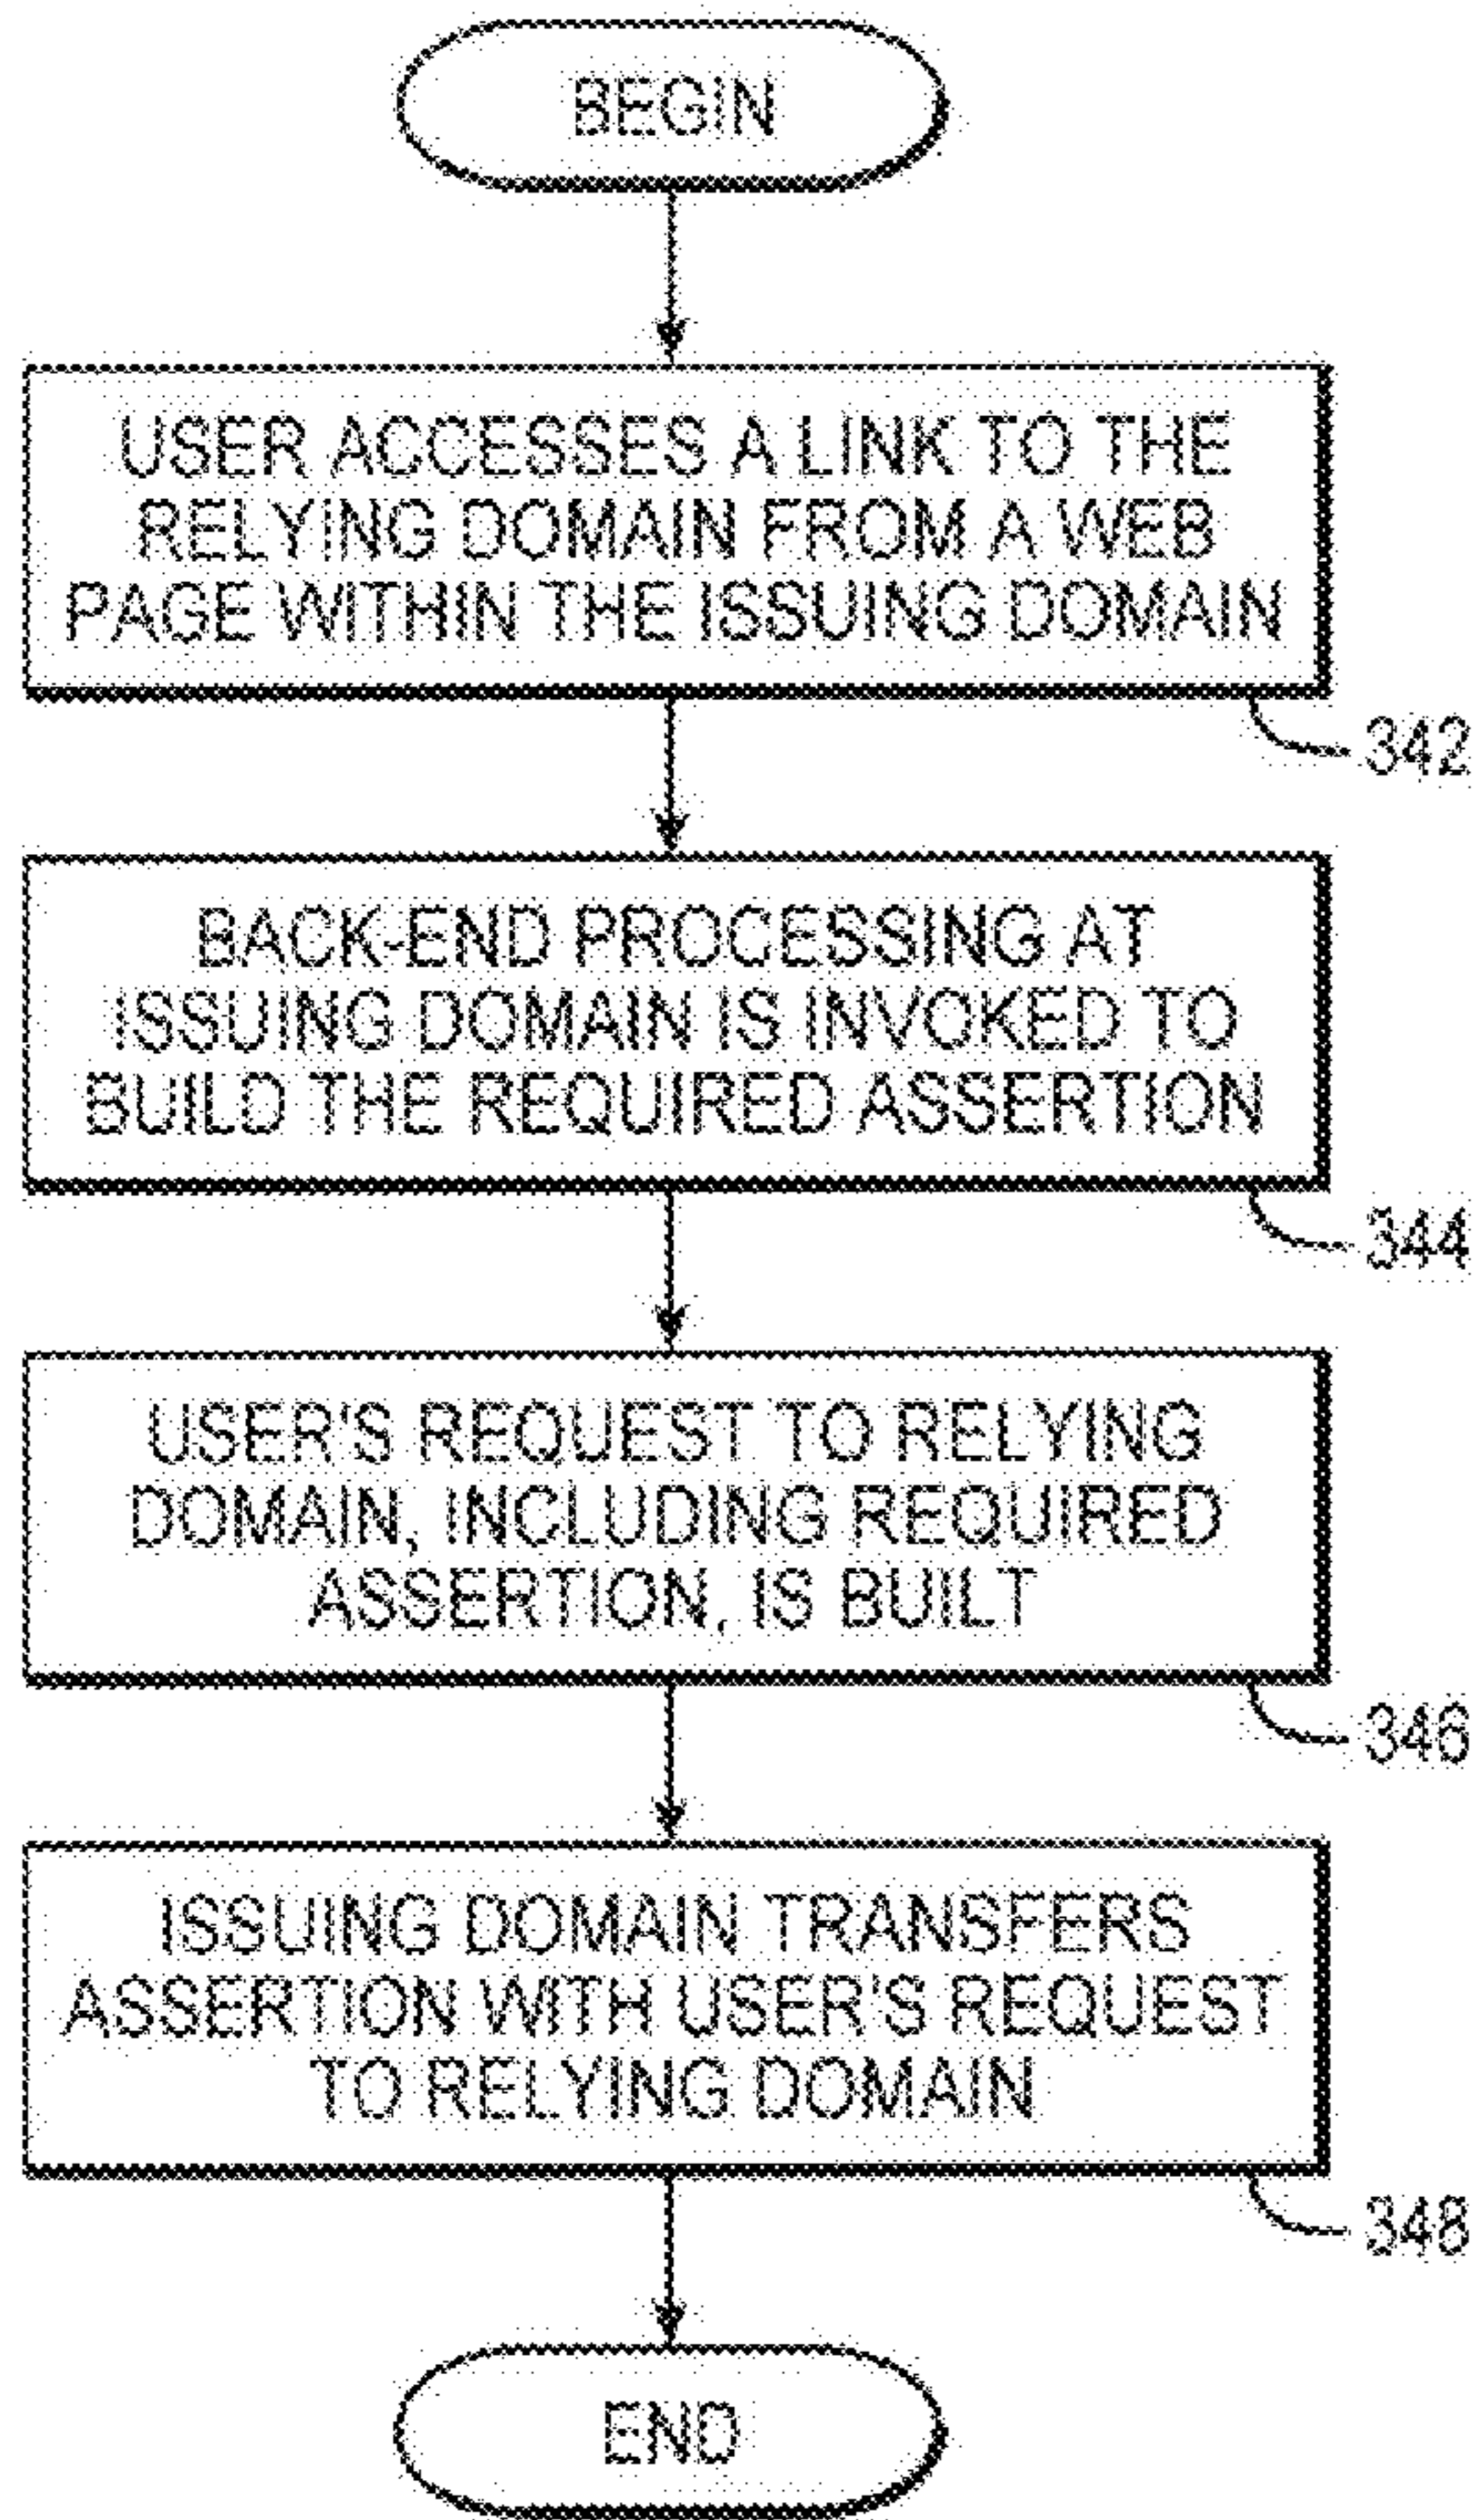 BEGIN
USER ACCESSES A LINK TO THE
RELYING DOMAIN FROM A WEB
PAGE WITHIN THE ISSUING DOMAIN
342
BACK-END PROCESSING AT
ISSUING DOMAIN IS INVOKED TO
BUILD THE REQUIRED ASSERTION
344
USER'S REQUEST TO RELYING
DOMAIN, INCLUDING REQUIRED
ASSERTION, IS BUILT
346
ISSUING DOMAIN TRANSFERS
ASSERTION WITH USER'S REQUEST
TO RELYING DOMAIN
348
END